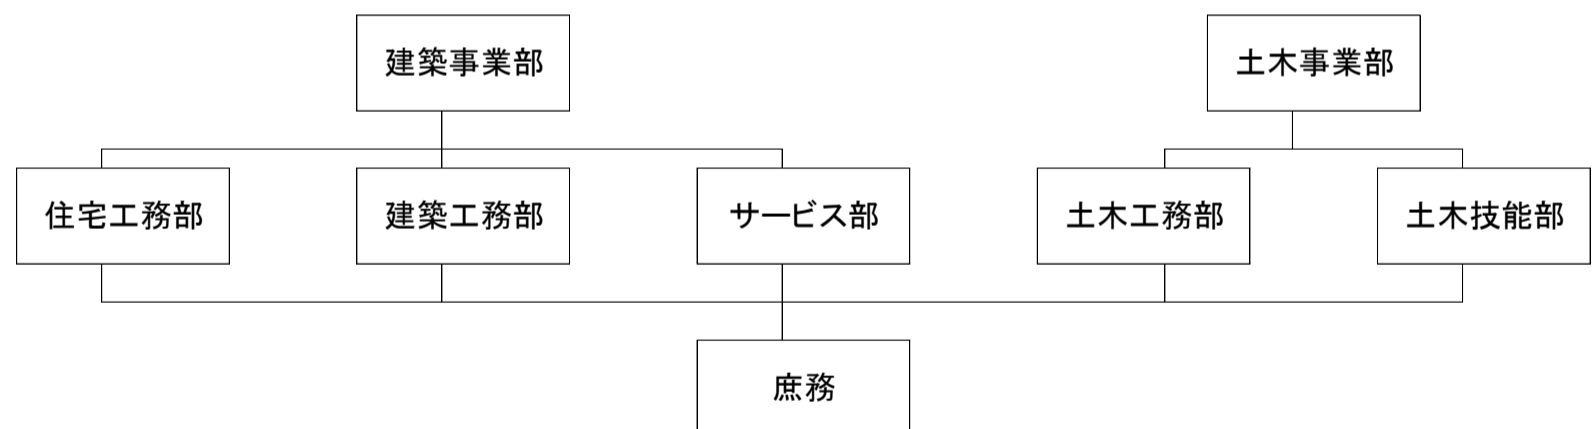 建築事業部
土木事業部
住宅工務部
建築工務部
サービス部
土木工務部
土木技能部
庶務